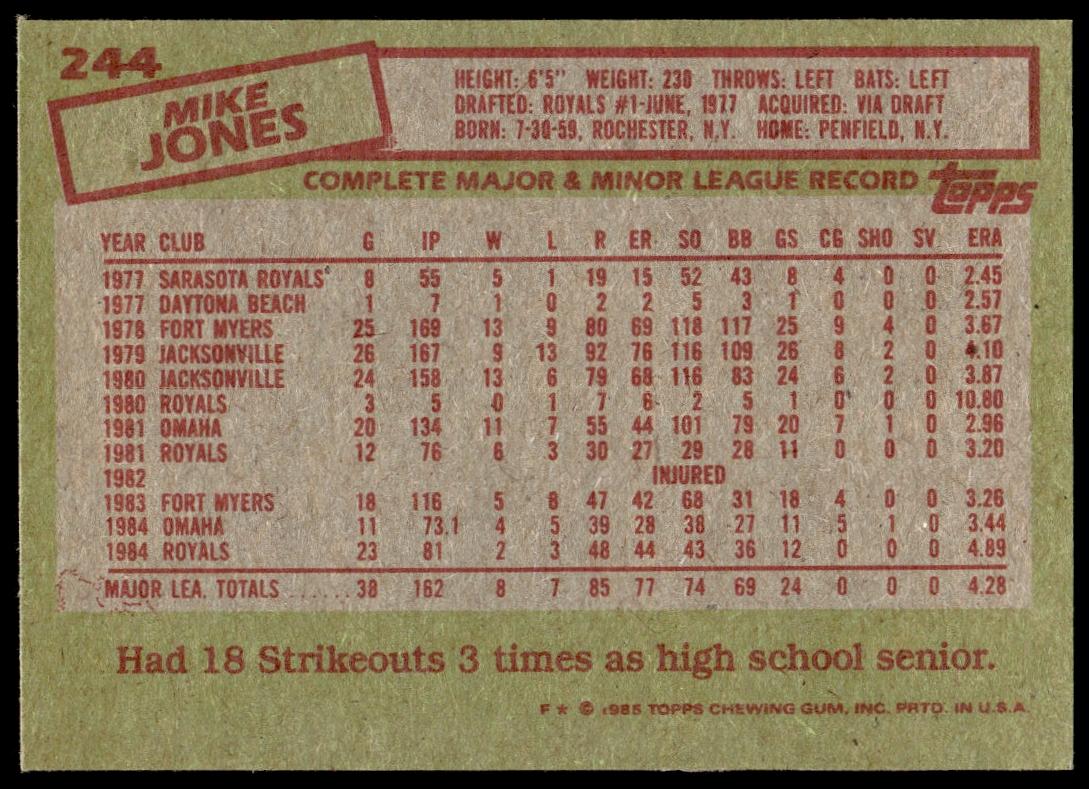 244
MIKE
JONES
HEIGHT: 6'5" WEIGHT: 230 THROWS: LEFT BATS: LEFT
DRAFTED: ROYALS #1-JUNE, 1977 ACQUIRED: VIA DRAFT
BORN: 7-30-59, ROCHESTER, N.Y. HOME: PENFIELD, N.Y.
COMPLETE MAJOR & MINOR LEAGUE RECORD topps
YEAR CLUB G IP W L R ER SO BB GS CG SHO SV ERA
1977 SARASOTA ROYALS 8 55 5 1 19 15 52 43 8 4 0 0 2.45
1977 DAYTONA BEACH 1 7 1 0 2 2 5 3 1 0 0 0 2.57
1978 FORT MYERS 25 169 13 9 80 69 118 117 25 9 4 0 3.67
1979 JACKSONVILLE 26 167 9 13 92 76 116 109 26 8 2 0 4.10
1980 JACKSONVILLE 24 158 13 6 79 68 116 83 24 6 2 0 3.87
1980 ROYALS 3 5 0 1 7 6 2 5 1 0 0 0 10.80
1981 OMAHA 20 134 11 7 55 44 101 79 20 7 1 0 2.96
1981 ROYALS 12 76 6 3 30 27 29 28 11 0 0 0 3.20
1982 INJURED
1983 FORT MYERS 18 116 5 8 47 42 68 31 18 4 0 0 3.26
1984 OMAHA 11 73.1 4 5 39 28 38 27 11 5 1 0 3.44
1984 ROYALS 23 81 2 3 48 44 43 36 12 0 0 0 4.89
MAJOR LEA. TOTALS ...... 38 162 8 7 85 77 74 69 24 0 0 0 4.28
Had 18 Strikeouts 3 times as high school senior.
F * © 1985 TOPPS CHEWING GUM, INC. PRTD. IN U.S.A.